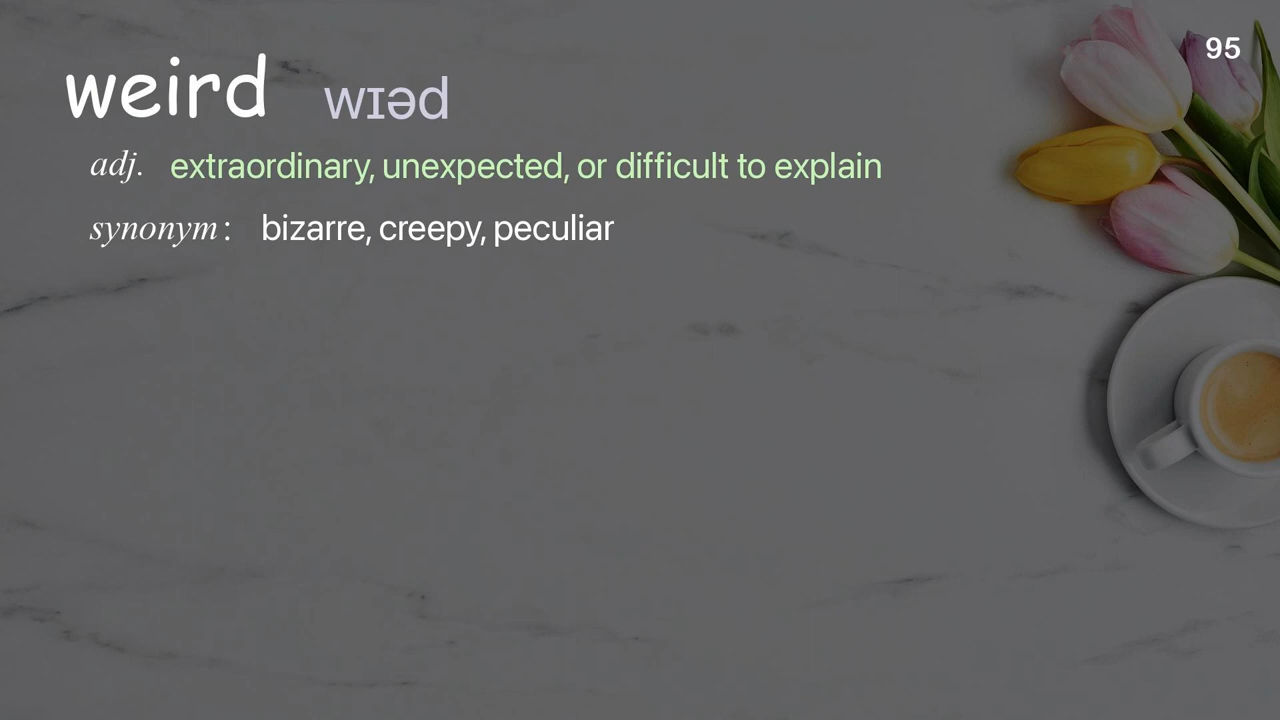 95
weird wɪəd
adj. extraordinary, unexpected, or difficult to explain
synonym : bizarre, creepy, peculiar